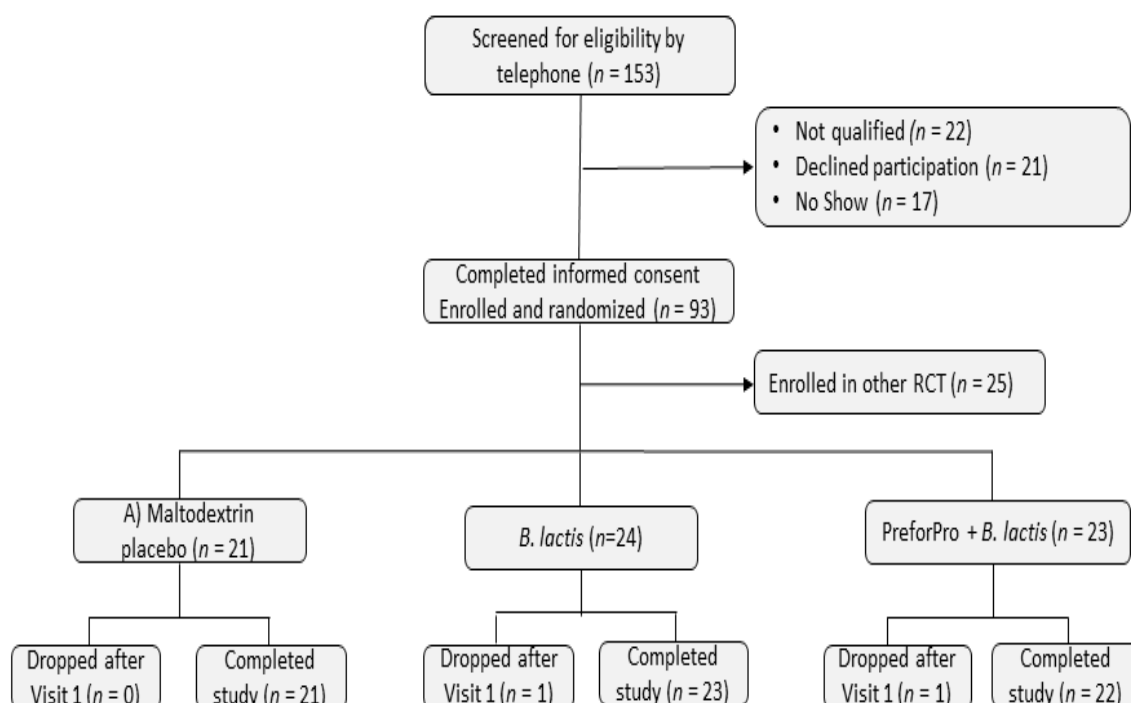 Screened for eligibility by
telephone (n = 153)
• Not qualified (n = 22)
• Declined participation (n = 21)
• No Show (n = 17)
Completed informed consent
Enrolled and randomized (n = 93)
Enrolled in other RCT (n = 25)
A) Maltodextrin
placebo (n = 21)
B. lactis (n=24)
PreforPro + B. lactis (n = 23)
Dropped after
Visit 1 (n = 0)
Completed
study (n = 21)
Dropped after
Visit 1 (n = 1)
Completed
study (n = 23)
Dropped after
Visit 1 (n = 1)
Completed
study (n = 22)